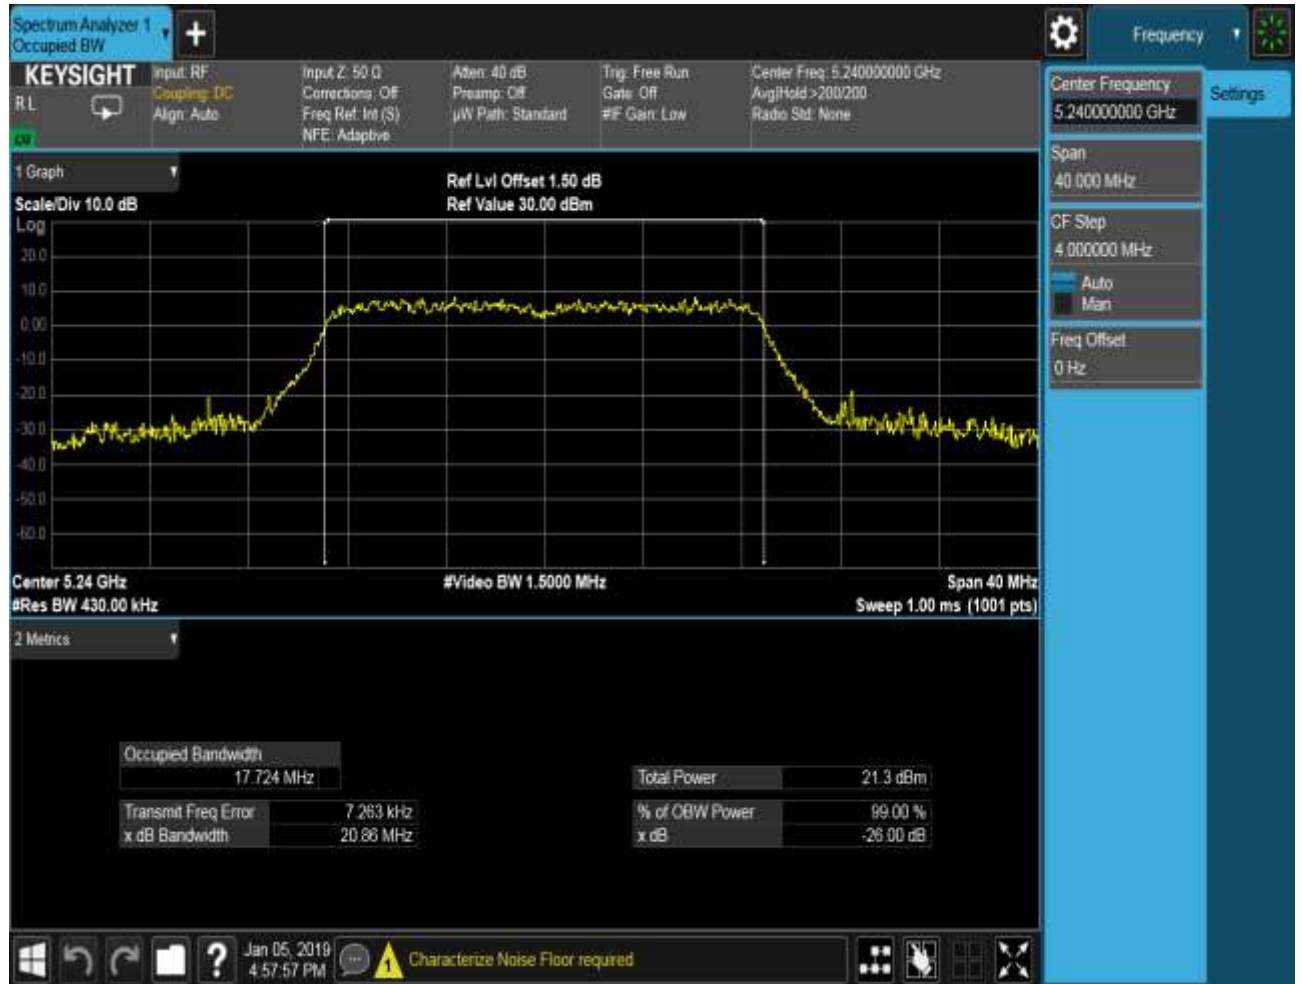 Spectrum Analyzer 1
Occupied BW
Frequency
KEYSIGHT
R L
Input: RF
Coupling: DC
Align: Auto
Input Z: 50 Ω
Corrections: Off
Freq Ref: Int (S)
NFE: Adaptive
Atten: 40 dB
Preamp: Off
µW Path: Standard
Trig: Free Run
Gate: Off
#IF Gain: Low
Center Freq: 5.240000000 GHz
Avg|Hold:>200/200
Radio Std: None
Center Frequency
5.240000000 GHz
Settings
Span
40.000 MHz
CF Step
4.000000 MHz
Auto
Man
Freq Offset
0 Hz
1 Graph
Scale/Div 10.0 dB
Ref Lvl Offset 1.50 dB
Ref Value 30.00 dBm
Log
20.0
10.0
0.00
-10.0
-20.0
-30.0
-40.0
-50.0
-60.0
Center 5.24 GHz
#Video BW 1.5000 MHz
Span 40 MHz
#Res BW 430.00 kHz
Sweep 1.00 ms (1001 pts)
2 Metrics
Occupied Bandwidth
17.724 MHz
Total Power 21.3 dBm
Transmit Freq Error 7.263 kHz
% of OBW Power 99.00 %
x dB Bandwidth 20.86 MHz
x dB -26.00 dB
?
Jan 05, 2019
4:57:57 PM
1
Characterize Noise Floor required